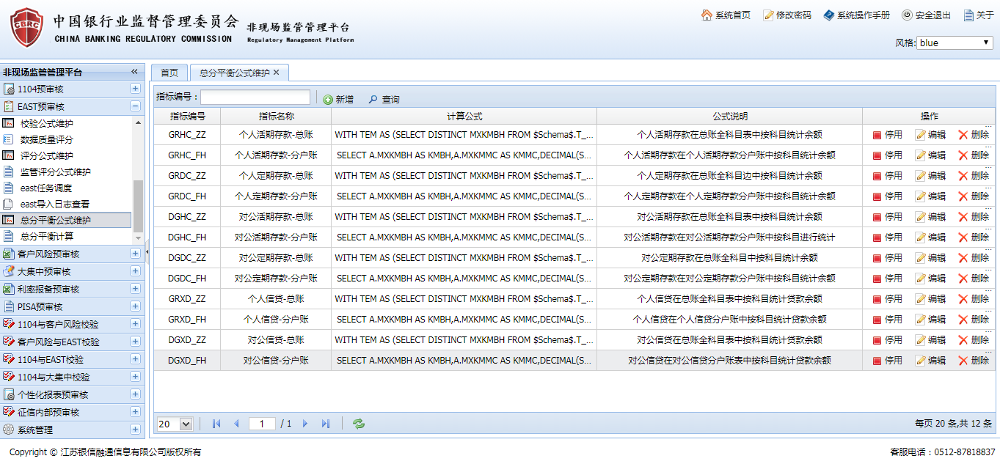 CBRC
中国银行业监督管理委员会
CHINA BANKING REGULATORY COMMISSION
非现场监管管理平台
Regulatory Management Platform
系统首页 修改密码 系统操作手册 安全退出 关于
风格: blue
非现场监管管理平台
1104预审核
EAST预审核
校验公式维护
数据质量评分
评分公式维护
监管评分公式维护
east任务调度
east导入日志查看
总分平衡公式维护
总分平衡计算
客户风险预审核
大集中预审核
利率报备预审核
PISA预审核
1104与客户风险校验
客户风险与EAST校验
1104与EAST校验
1104与大集中校验
个性化报表预审核
征信内部预审核
系统管理
首页 总分平衡公式维护
指标编号： 新增 查询
指标编号 指标名称 计算公式 公式说明 操作
GRHC_ZZ 个人活期存款-总账 WITH TEM AS (SELECT DISTINCT MXKMBH FROM $Schema$.T_... 个人活期存款在总账全科目表中按科目统计余额 停用 编辑 删除
GRHC_FH 个人活期存款-分户账 SELECT A.MXKMBH AS KMBH,A.MXKMMC AS KMMC,DECIMAL(S... 个人活期存款在个人活期存款分户账中按科目统计余额 停用 编辑 删除
GRDC_ZZ 个人定期存款-总账 WITH TEM AS (SELECT DISTINCT MXKMBH FROM $Schema$.T_... 个人定期存款在总账全科目边中按科目统计余额 停用 编辑 删除
GRDC_FH 个人定期存款-分户账 SELECT A.MXKMBH AS KMBH,A.MXKMMC AS KMMC,DECIMAL(S... 个人定期存款在个人定期存款分户账中按科目统计余额 停用 编辑 删除
DGHC_ZZ 对公活期存款-总账 WITH TEM AS (SELECT DISTINCT MXKMBH FROM $Schema$.T_... 对公活期存款在总账全科目表中按科目统计余额 停用 编辑 删除
DGHC_FH 对公活期存款-分户账 SELECT A.MXKMBH AS KMBH,A.MXKMMC AS KMMC,DECIMAL(S... 对公活期存款在对公活期存款分户账中按科目进行统计 停用 编辑 删除
DGDC_ZZ 对公定期存款-总账 WITH TEM AS (SELECT DISTINCT MXKMBH FROM $Schema$.T_... 对公定期存款在总账全科目中按科目统计余额 停用 编辑 删除
DGDC_FH 对公定期存款-分户账 SELECT A.MXKMBH AS KMBH,A.MXKMMC AS KMMC,DECIMAL(S... 对公定期存款在对公定期存款分户账中按科目统计余额 停用 编辑 删除
GRXD_ZZ 个人信贷-总账 WITH TEM AS (SELECT DISTINCT MXKMBH FROM $Schema$.T_... 个人信贷在总账全科目表中按科目统计贷款余额 停用 编辑 删除
GRXD_FH 个人信贷-分户账 SELECT A.MXKMBH AS KMBH,A.MXKMMC AS KMMC,DECIMAL(S... 个人信贷在个人信贷分户账中按科目统计贷款余额 停用 编辑 删除
DGXD_ZZ 对公信贷-总账 WITH TEM AS (SELECT DISTINCT MXKMBH FROM $Schema$.T_... 对公信贷在总账全科目表中按科目统计贷款余额 停用 编辑 删除
DGXD_FH 对公信贷-分户账 SELECT A.MXKMBH AS KMBH,A.MXKMMC AS KMMC,DECIMAL(S... 对公信贷在对公信贷分户账表中按科目统计贷款余额 停用 编辑 删除
20 1 / 1 每页 20 条,共 12 条
Copyright © 江苏银信融通信息有限公司版权所有 客服电话：0512-87818837